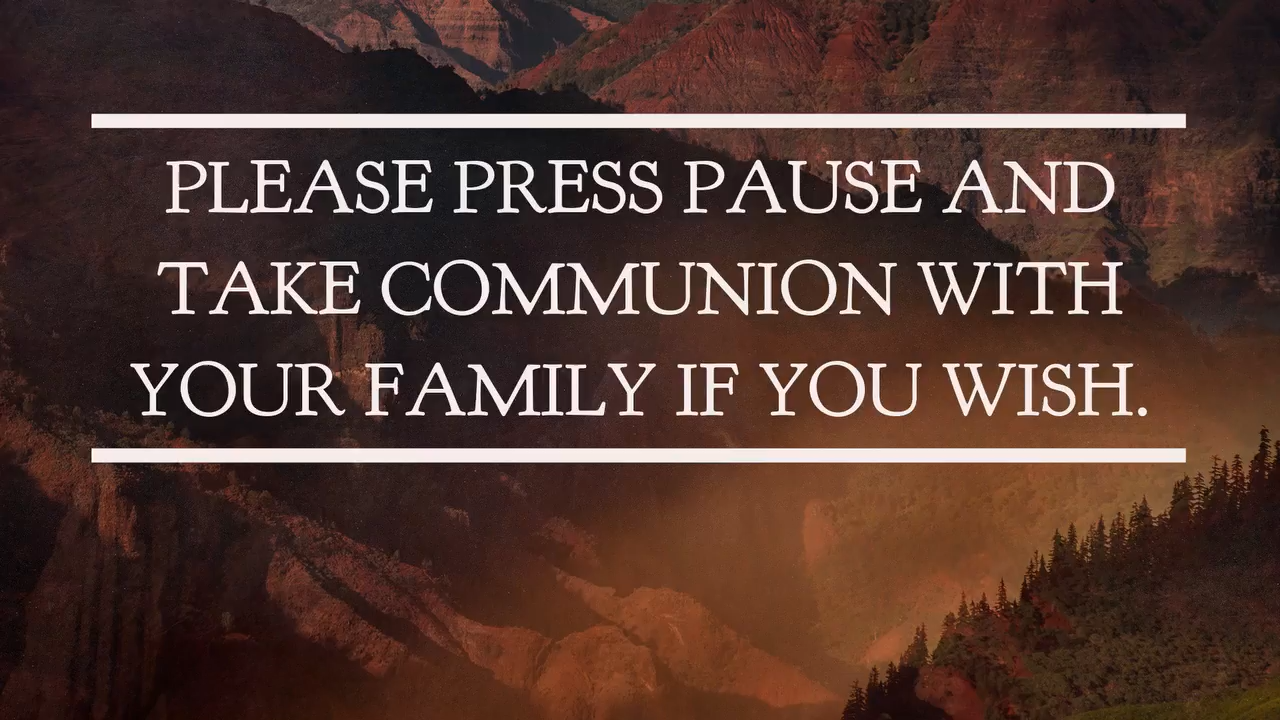 PLEASE PRESS PAUSE AND
TAKE COMMUNION WITH
YOUR FAMILY IF YOU WISH.